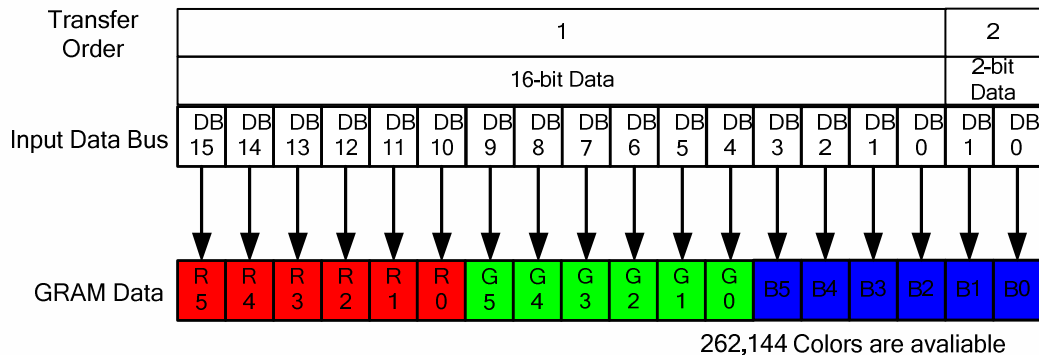 Transfer Order 1 2
16-bit Data 2-bit Data
Input Data Bus DB 15 DB 14 DB 13 DB 12 DB 11 DB 10 DB 9 DB 8 DB 7 DB 6 DB 5 DB 4 DB 3 DB 2 DB 1 DB 0 DB 1 DB 0
GRAM Data R 5 R 4 R 3 R 2 R 1 R 0 G 5 G 4 G 3 G 2 G 1 G 0 B5 B4 B3 B2 B1 B0
262,144 Colors are avaliable